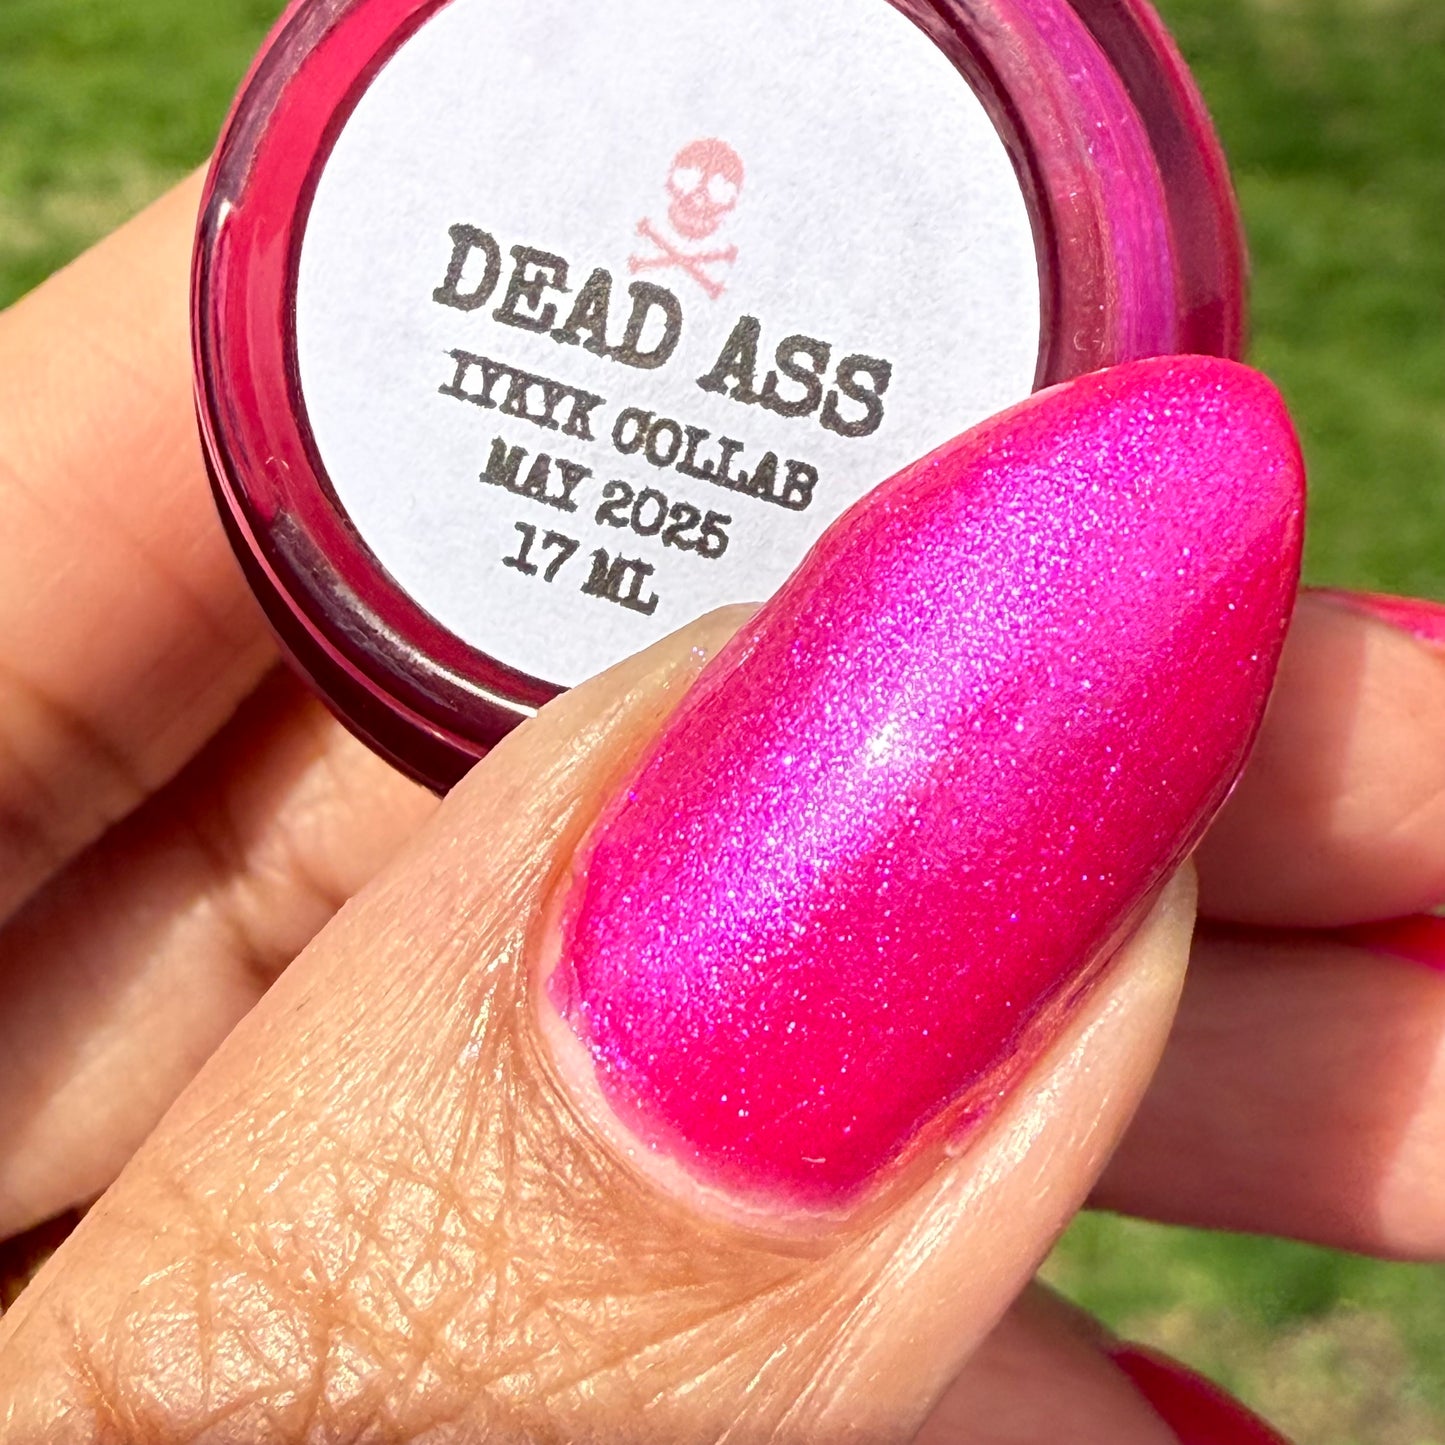 DEAD ASS
IYKYK COLLAB
MAY 2025
17 ML